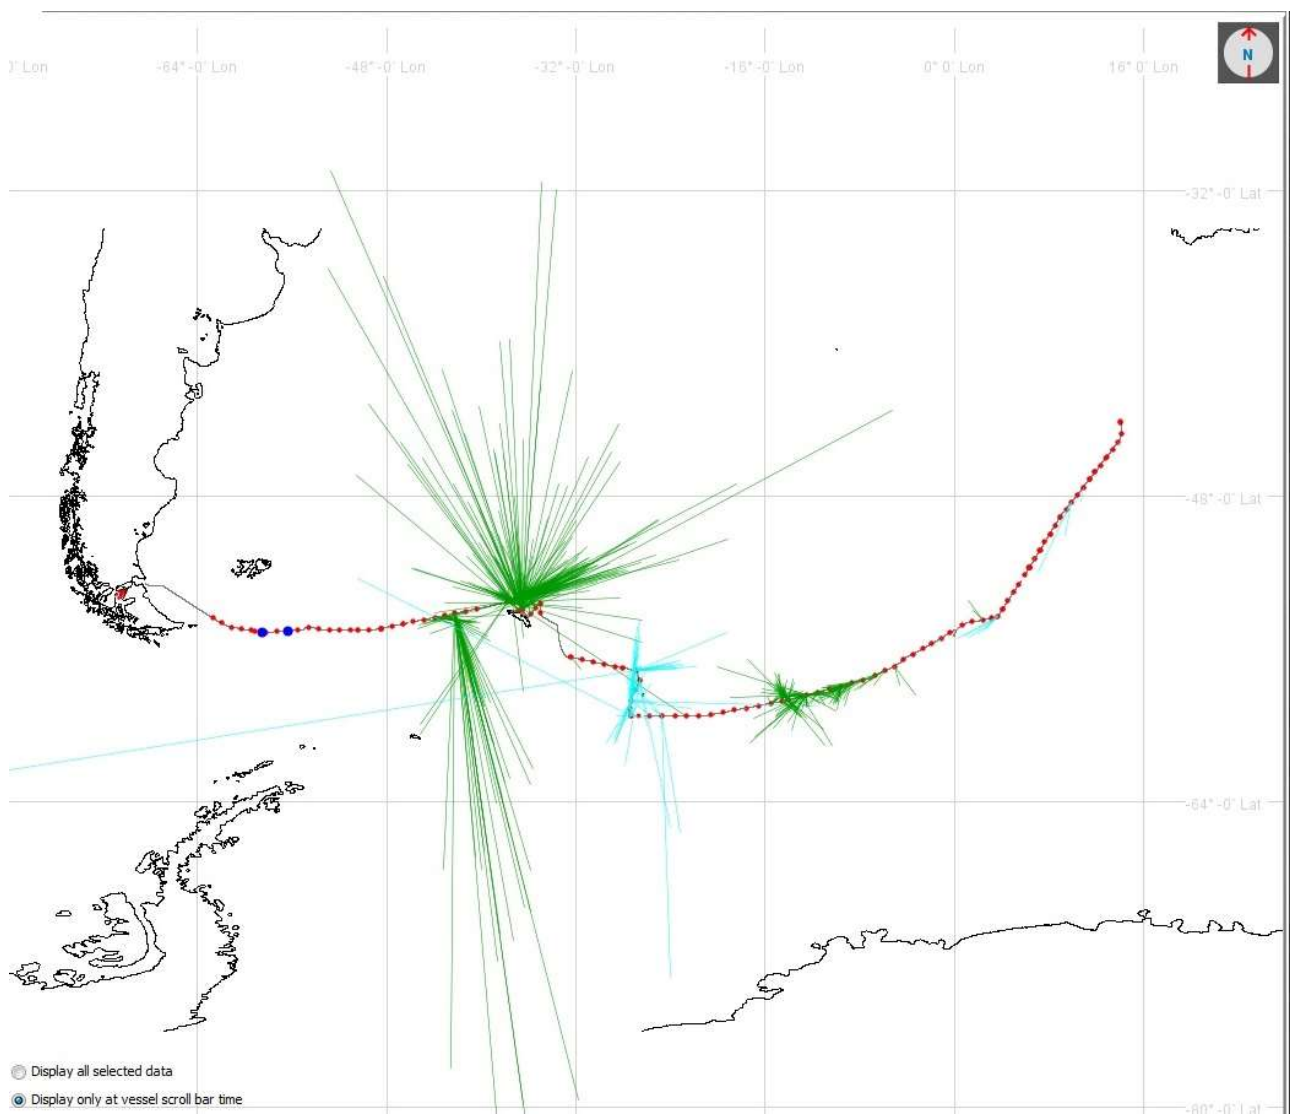 0' Lon -64°-0' Lon -48°-0' Lon -32°-0' Lon -16°-0' Lon 0° 0' Lon 16° 0' Lon
N
-32° -0' Lat
-48° -0' Lat
-64° -0' Lat
Display all selected data
Display only at vessel scroll bar time
-80° -0' Lat